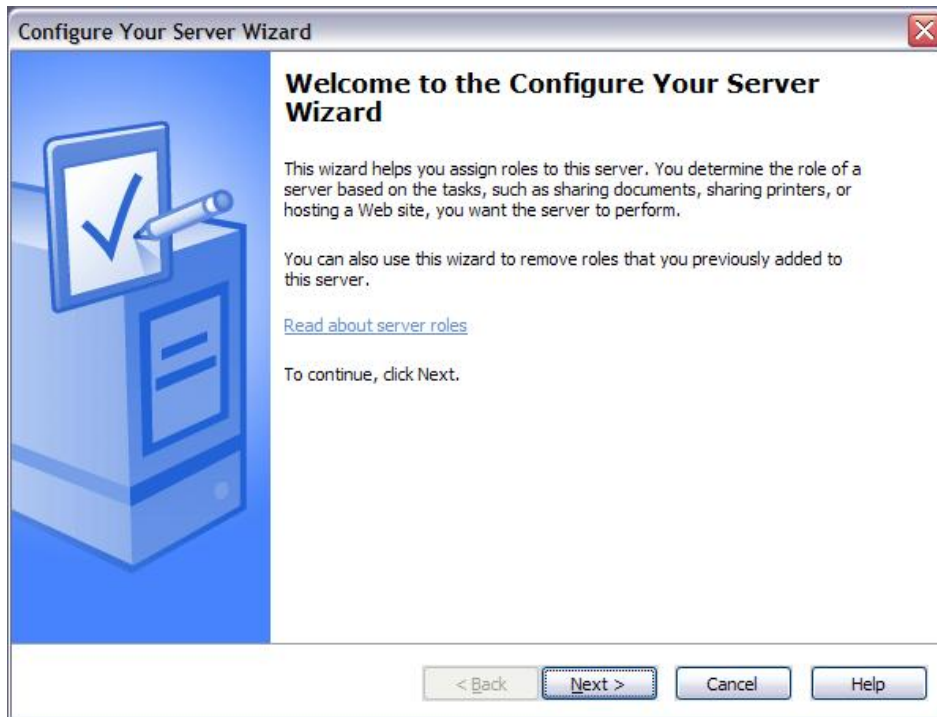 Configure Your Server Wizard
Welcome to the Configure Your Server
Wizard
This wizard helps you assign roles to this server. You determine the role of a
server based on the tasks, such as sharing documents, sharing printers, or
hosting a Web site, you want the server to perform.
You can also use this wizard to remove roles that you previously added to
this server.
Read about server roles
To continue, click Next.
< Back Next > Cancel Help